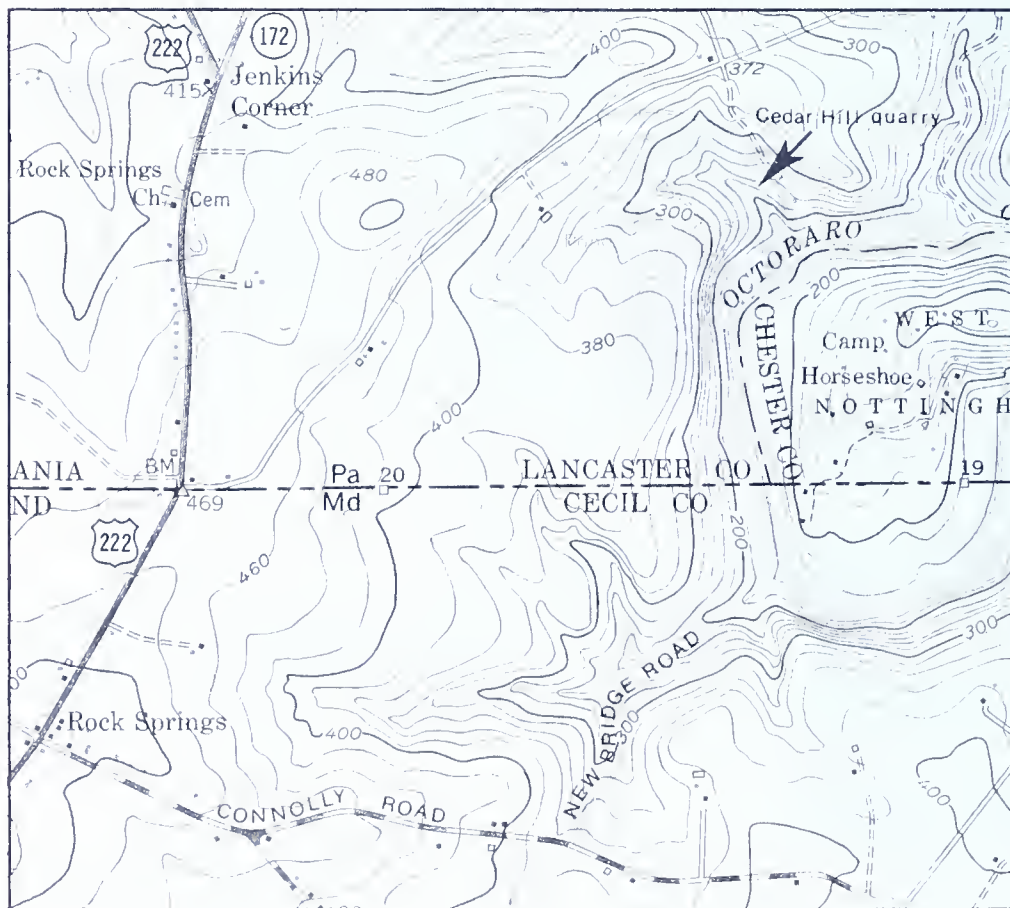 222
172
400
300
415
Jenkins
Corner
372
Cedar Hill quarry
Rock Springs
Ch
Cem
480
300
OCTORARO
200
WEST
380
CHESTER CO
Camp
Horseshoe
NOTTINGH
400
BM
ANIA
Pa
20
LANCASTER CO
19
ND
469
Md
CECIL CO
222
200
460
300
NEW BRIDGE ROAD
300
Rock Springs
400
400
CONNOLLY ROAD